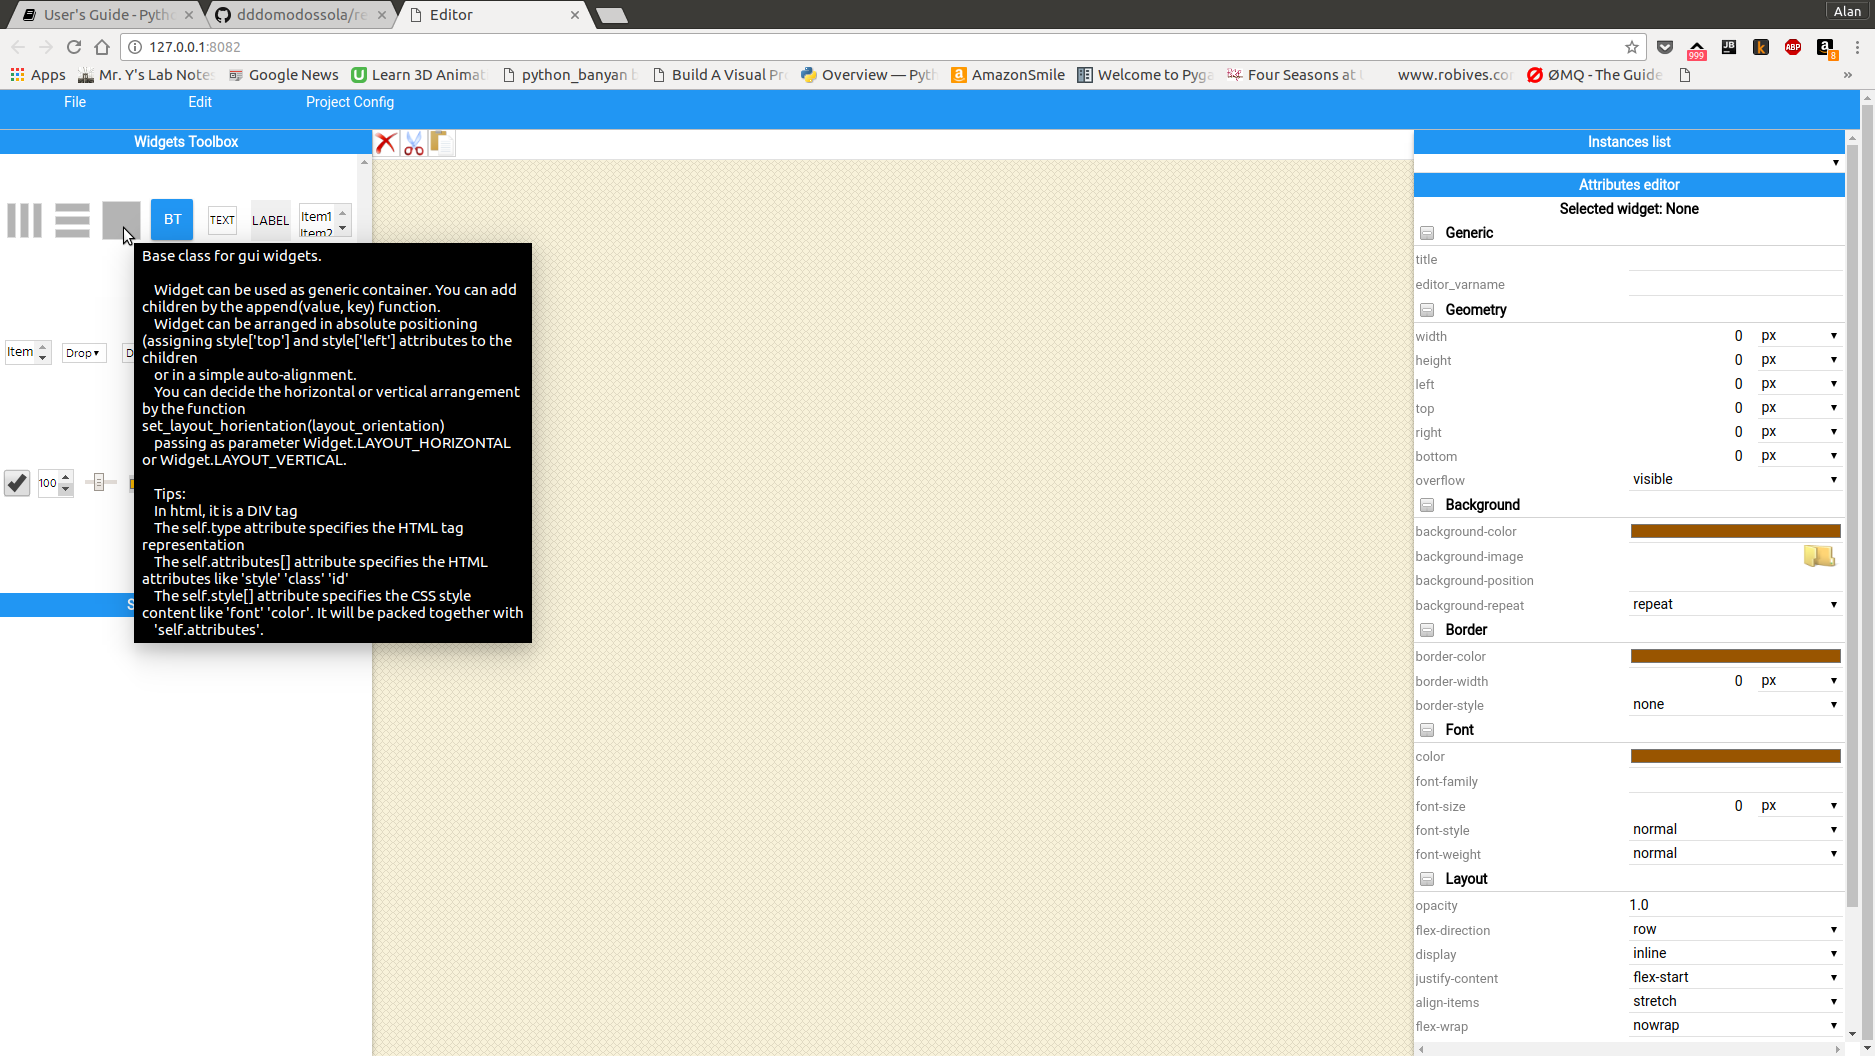 Alan
User's Guide - Pyth
dddomodossola/re
Editor
127.0.0.1:8082
999
JB
k
ABP
a
8
Apps
Mr. Y's Lab Notes
Google News
Learn 3D Animat
python_banyan b
Build A Visual Pr
Overview — Pyth
AmazonSmile
Welcome to Pyga
Four Seasons at
www.robives.co
ØMQ - The Guide
»
File
Edit
Project Config
Widgets Toolbox
BT
TEXT
LABEL
Item1
Item2
Item
Drop
D
100
S
Base class for gui widgets.
Widget can be used as generic container. You can add
children by the append(value, key) function.
Widget can be arranged in absolute positioning
(assigning style['top'] and style['left'] attributes to the
children
or in a simple auto-alignment.
You can decide the horizontal or vertical arrangement
by the function
set_layout_horientation(layout_orientation)
passing as parameter Widget.LAYOUT_HORIZONTAL
or Widget.LAYOUT_VERTICAL.
Tips:
In html, it is a DIV tag
The self.type attribute specifies the HTML tag
representation
The self.attributes[] attribute specifies the HTML
attributes like 'style' 'class' 'id'
The self.style[] attribute specifies the CSS style
content like 'font' 'color'. It will be packed together with
'self.attributes'.
Instances list
Attributes editor
Selected widget: None
Generic
title
editor_varname
Geometry
width 0 px
height 0 px
left 0 px
top 0 px
right 0 px
bottom 0 px
overflow visible
Background
background-color
background-image
background-position
background-repeat repeat
Border
border-color
border-width 0 px
border-style none
Font
color
font-family
font-size 0 px
font-style normal
font-weight normal
Layout
opacity 1.0
flex-direction row
display inline
justify-content flex-start
align-items stretch
flex-wrap nowrap